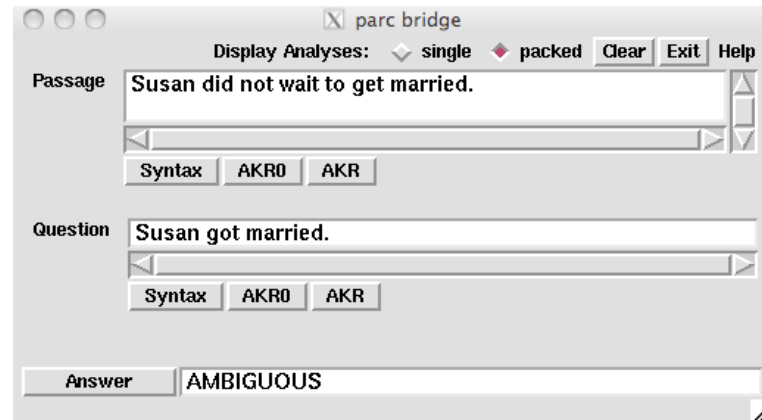 parc bridge
Display Analyses: single packed Clear Exit Help
Passage Susan did not wait to get married.
Syntax AKR0 AKR
Question Susan got married.
Syntax AKR0 AKR
Answer AMBIGUOUS